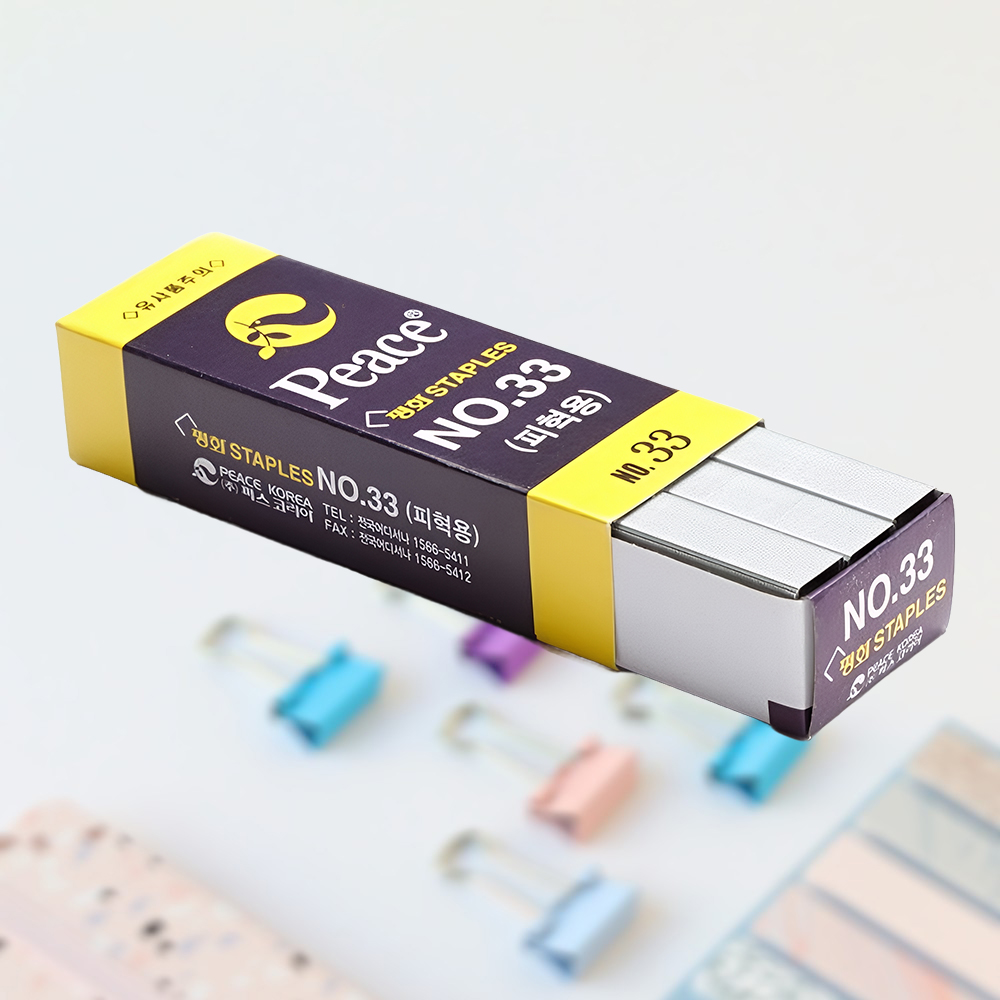 ◇유사품주의◇
Peace®
평화 STAPLES
NO.33
(피혁용)
NO. 33
평화 STAPLES NO.33 (피혁용)
PEACE KOREA
(주)피스 코리아
TEL : 전국어디서나 1566-5411
FAX : 전국어디서나 1566-5412
NO.33
평화 STAPLES
PEACE KOREA